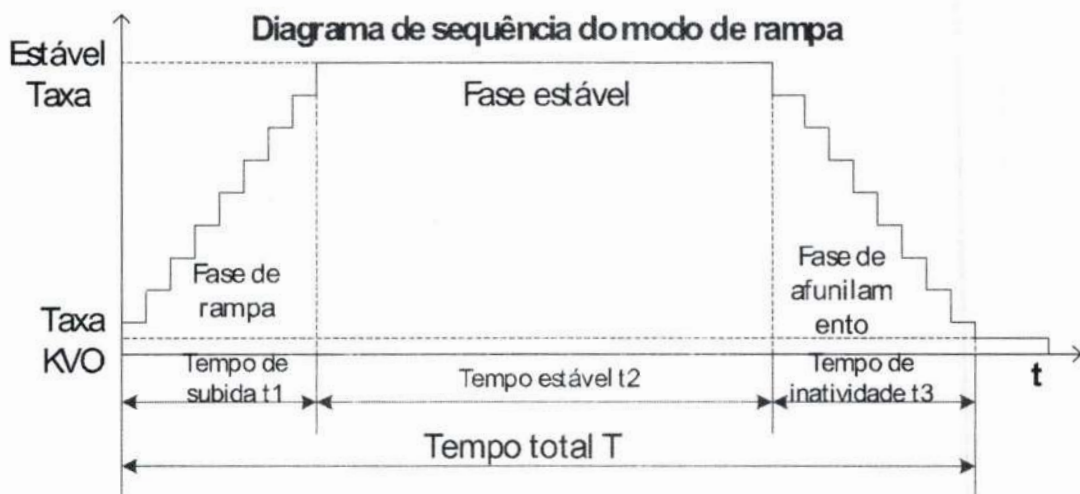 Diagrama de sequência do modo de rampa
Estável
Taxa
Fase estável
Fase de
rampa
Fase de
afunilam
ento
Taxa
KVO
Tempo de
subida t1
Tempo estável t2
Tempo de
inatividade t3
t
Tempo total T